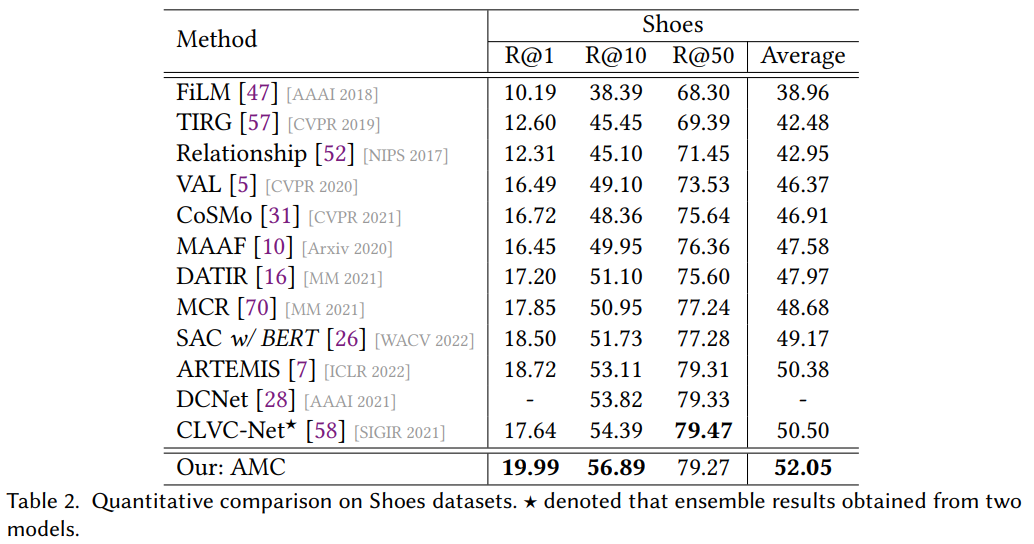 Method Shoes
R@1 R@10 R@50 Average
FiLM [47] [AAAI 2018] 10.19 38.39 68.30 38.96
TIRG [57] [CVPR 2019] 12.60 45.45 69.39 42.48
Relationship [52] [NIPS 2017] 12.31 45.10 71.45 42.95
VAL [5] [CVPR 2020] 16.49 49.10 73.53 46.37
CoSMo [31] [CVPR 2021] 16.72 48.36 75.64 46.91
MAAF [10] [Arxiv 2020] 16.45 49.95 76.36 47.58
DATIR [16] [MM 2021] 17.20 51.10 75.60 47.97
MCR [70] [MM 2021] 17.85 50.95 77.24 48.68
SAC w/ BERT [26] [WACV 2022] 18.50 51.73 77.28 49.17
ARTEMIS [7] [ICLR 2022] 18.72 53.11 79.31 50.38
DCNet [28] [AAAI 2021] - 53.82 79.33 -
CLVC-Net★ [58] [SIGIR 2021] 17.64 54.39 79.47 50.50
Our: AMC 19.99 56.89 79.27 52.05
Table 2. Quantitative comparison on Shoes datasets. ★ denoted that ensemble results obtained from two
models.